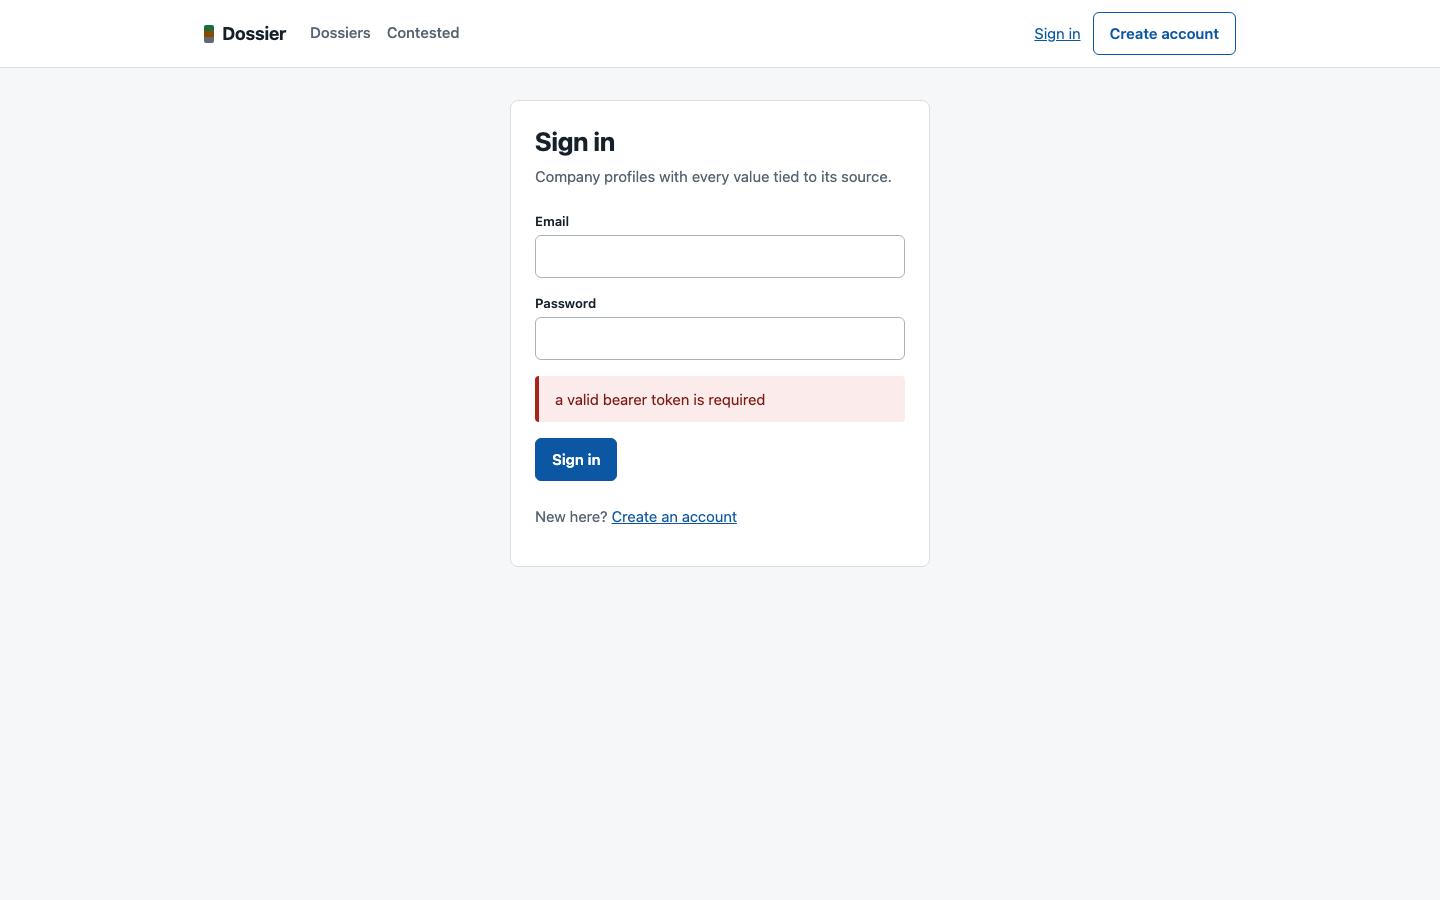 Dossier Dossiers Contested Sign in Create account
Sign in
Company profiles with every value tied to its source.
Email
Password
a valid bearer token is required
Sign in
New here? Create an account